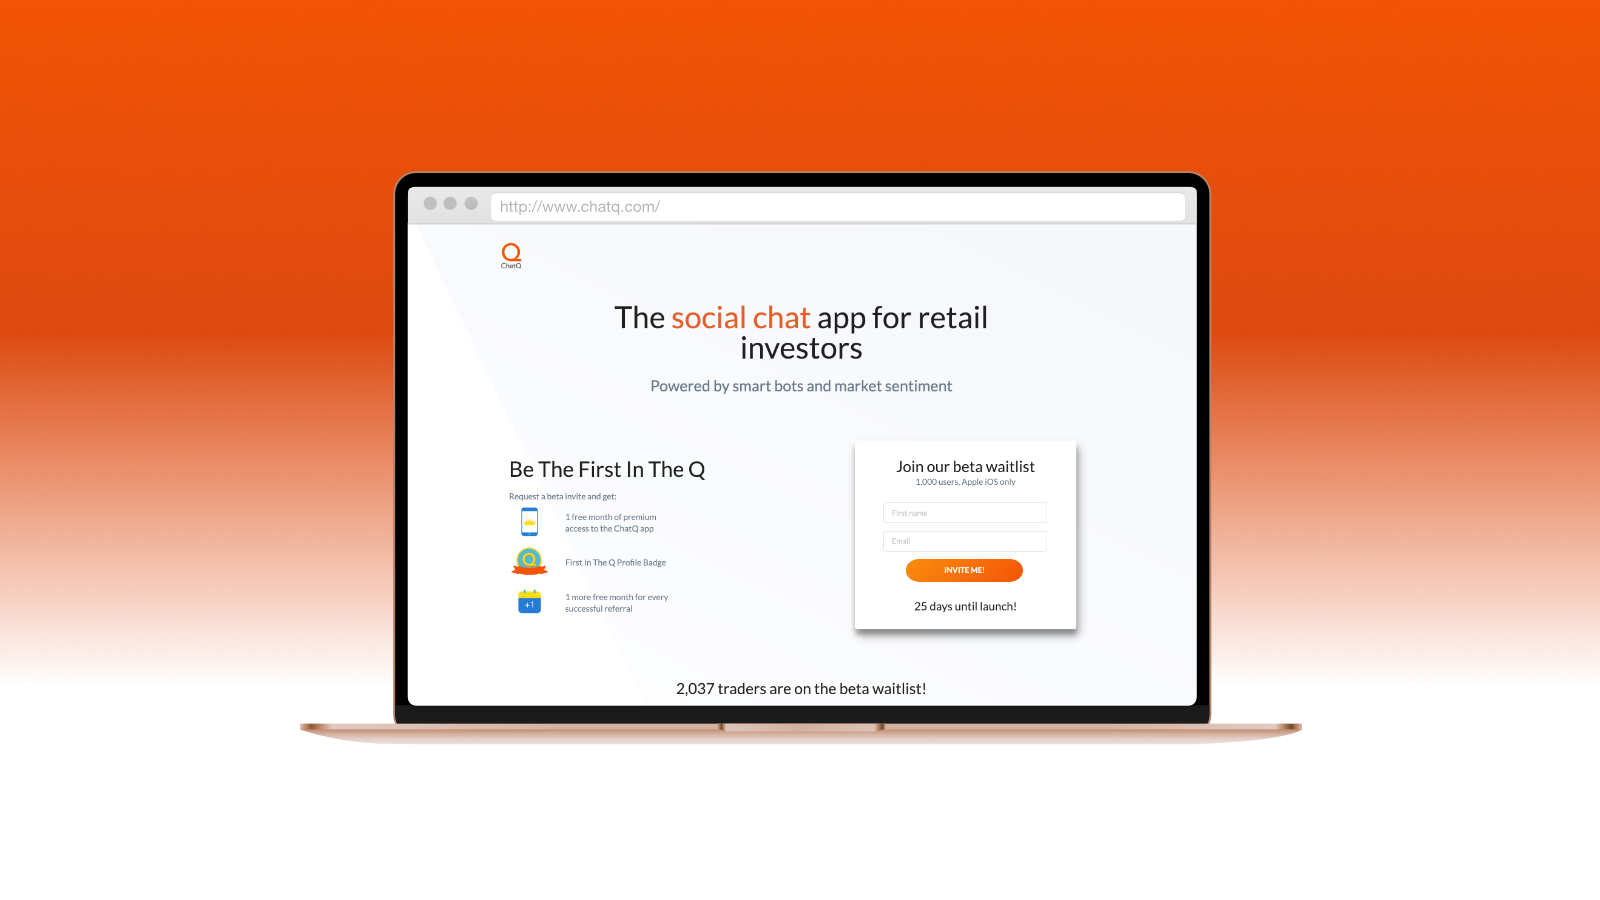 http://www.chatq.com/
Q
ChatQ
The social chat app for retail
investors
Powered by smart bots and market sentiment
Be The First In The Q
Request a beta invite and get:
1 free month of premium
access to the ChatQ app
Q
First In The Q Profile Badge
+1
1 more free month for every
successful referral
Join our beta waitlist
1,000 users, Apple iOS only
First name
Email
INVITE ME!
25 days until launch!
2,037 traders are on the beta waitlist!